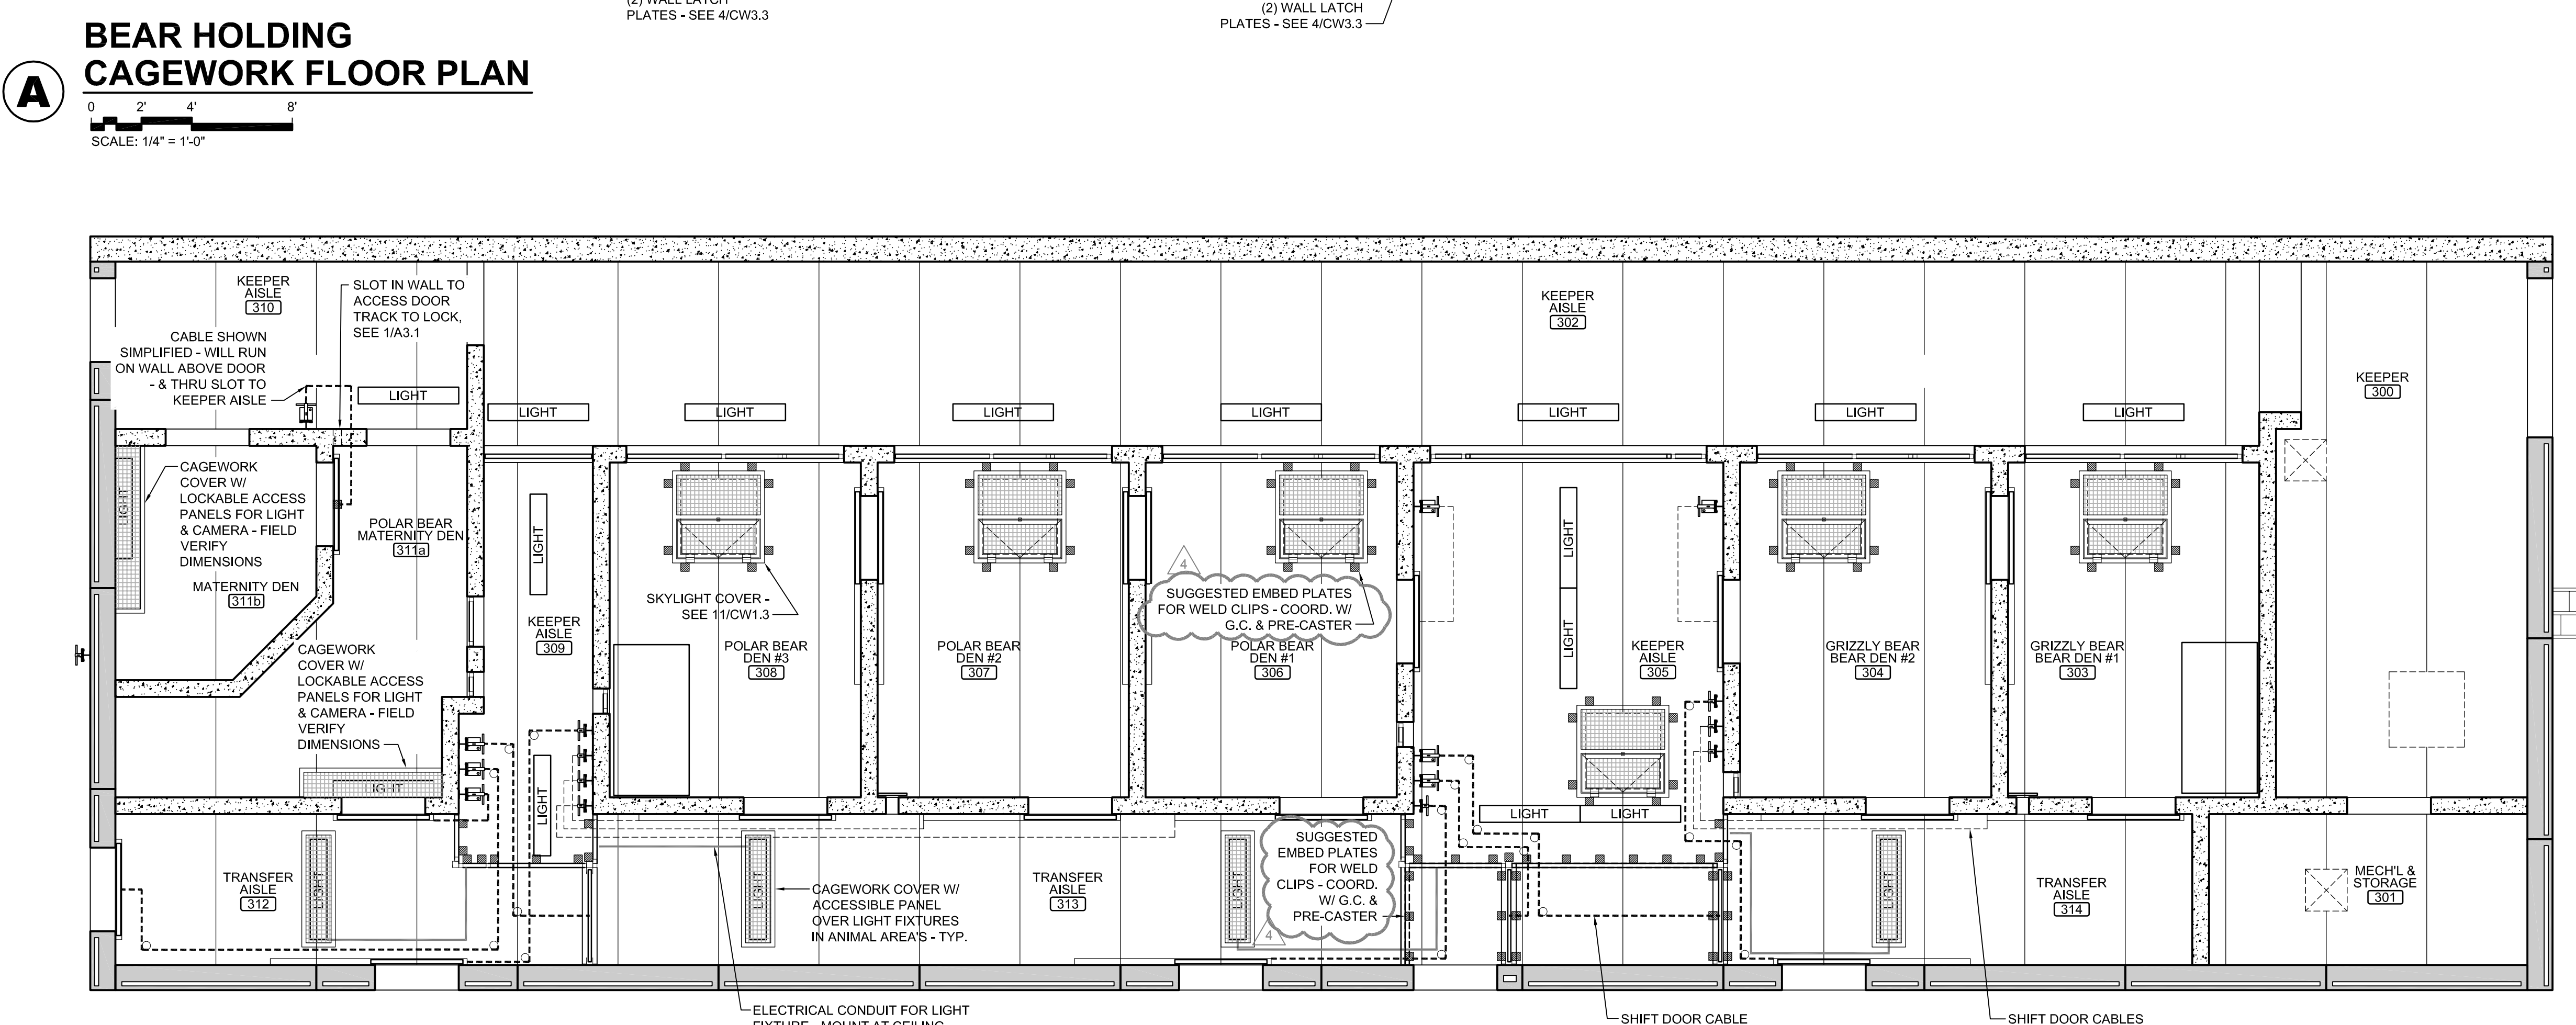 (2) WALL LATCH
PLATES - SEE 4/CW3.3
(2) WALL LATCH
PLATES - SEE 4/CW3.3
A
BEAR HOLDING
CAGEWORK FLOOR PLAN
0 2' 4' 8'
SCALE: 1/4" = 1'-0"
KEEPER
AISLE
310
SLOT IN WALL TO
ACCESS DOOR
TRACK TO LOCK,
SEE 1/A3.1
CABLE SHOWN
SIMPLIFIED - WILL RUN
ON WALL ABOVE DOOR
- & THRU SLOT TO
KEEPER AISLE
KEEPER
AISLE
302
KEEPER
300
LIGHT
LIGHT
LIGHT
LIGHT
LIGHT
LIGHT
LIGHT
LIGHT
LIGHT
CAGEWORK
COVER W/
LOCKABLE ACCESS
PANELS FOR LIGHT
& CAMERA - FIELD
VERIFY
DIMENSIONS
MATERNITY DEN
311b
POLAR BEAR
MATERNITY DEN
311a
LIGHT
KEEPER
AISLE
309
SKYLIGHT COVER -
SEE 11/CW1.3
POLAR BEAR
DEN #3
308
POLAR BEAR
DEN #2
307
4
SUGGESTED EMBED PLATES
FOR WELD CLIPS - COORD. W/
G.C. & PRE-CASTER
POLAR BEAR
DEN #1
306
LIGHT
LIGHT
KEEPER
AISLE
305
GRIZZLY BEAR
BEAR DEN #2
304
GRIZZLY BEAR
BEAR DEN #1
303
CAGEWORK
COVER W/
LOCKABLE ACCESS
PANELS FOR LIGHT
& CAMERA - FIELD
VERIFY
DIMENSIONS
LIGHT
LIGHT
LIGHT
LIGHT
TRANSFER
AISLE
312
LIGHT
LIGHT
CAGEWORK COVER W/
ACCESSIBLE PANEL
OVER LIGHT FIXTURES
IN ANIMAL AREA'S - TYP.
TRANSFER
AISLE
313
LIGHT
SUGGESTED
EMBED PLATES
FOR WELD
CLIPS - COORD.
W/ G.C. &
PRE-CASTER
4
LIGHT
TRANSFER
AISLE
314
MECH'L &
STORAGE
301
ELECTRICAL CONDUIT FOR LIGHT
FIXTURE - MOUNT AT CEILING
SHIFT DOOR CABLE
SHIFT DOOR CABLES